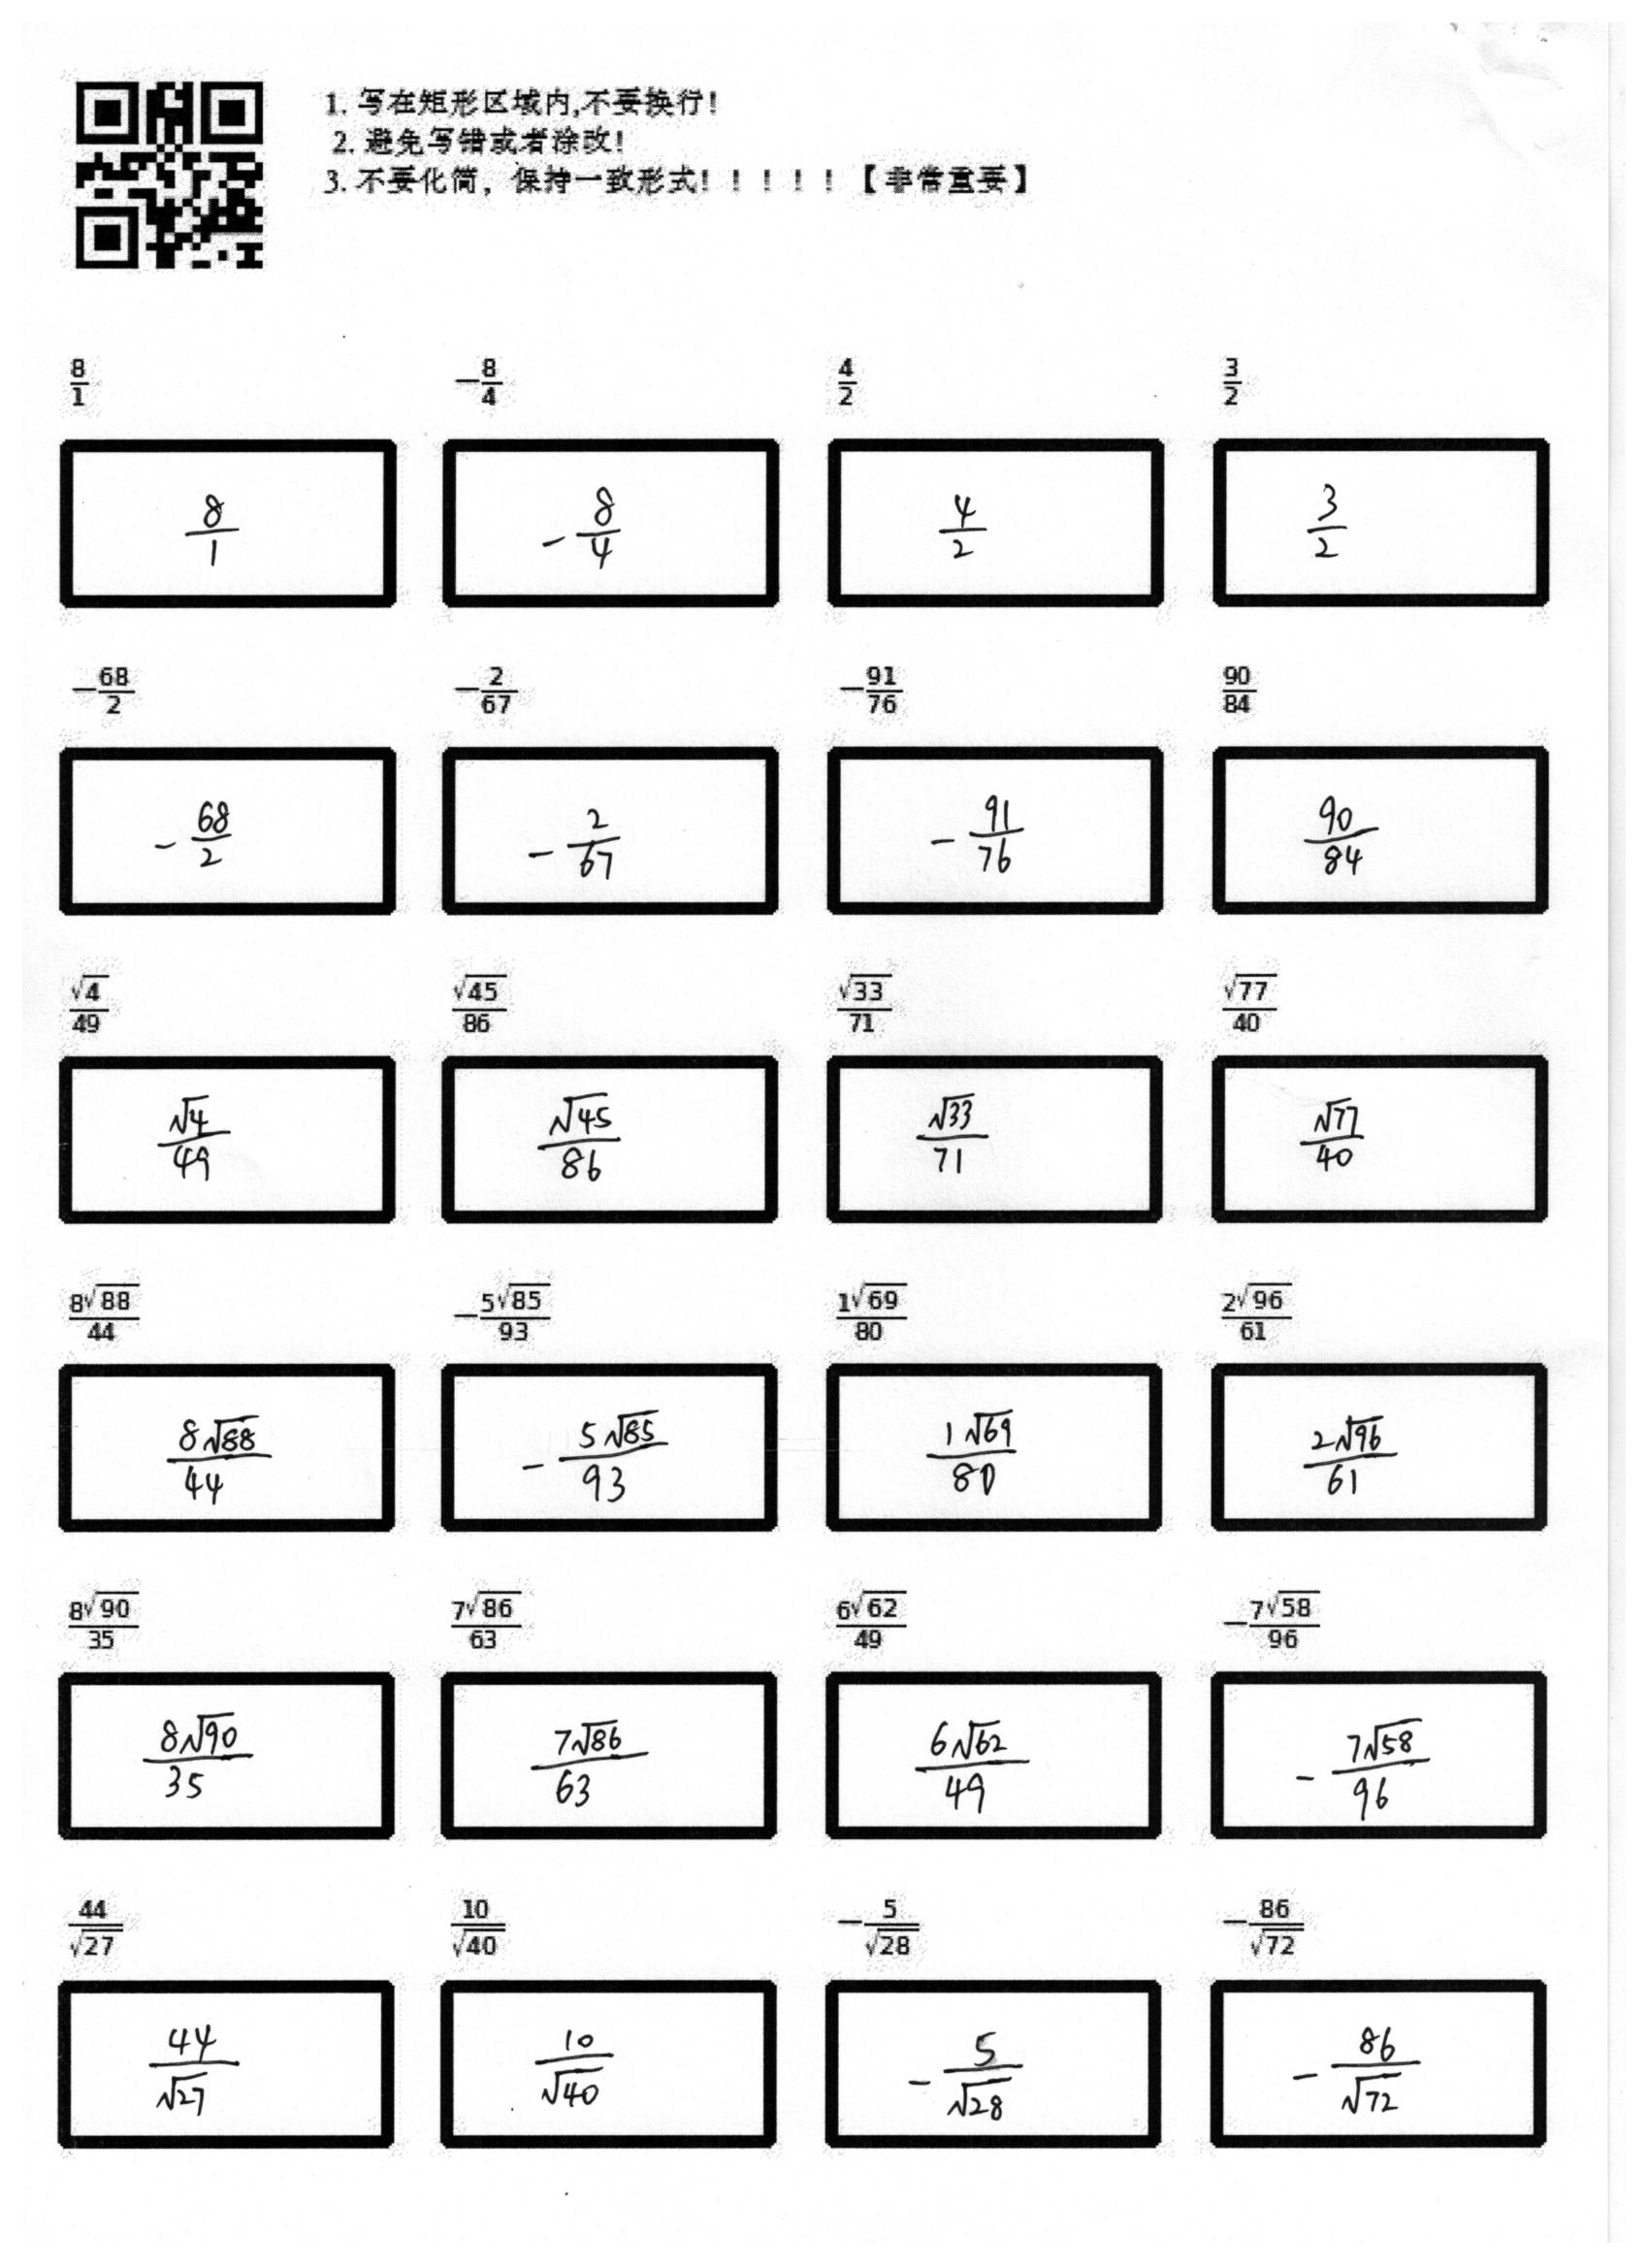 1. 写在矩形区域内,不要换行!
2. 避免写错或者涂改!
3. 不要化简，保持一致形式!！！！！【非常重要】
$\frac{8}{1}$ $-\frac{8}{4}$ $\frac{4}{2}$ $\frac{3}{2}$
$\frac{8}{1}$ $-\frac{8}{4}$ $\frac{4}{2}$ $\frac{3}{2}$
$-\frac{68}{2}$ $-\frac{2}{67}$ $-\frac{91}{76}$ $\frac{90}{84}$
$-\frac{68}{2}$ $-\frac{2}{67}$ $-\frac{91}{76}$ $\frac{90}{84}$
$\frac{\sqrt{4}}{49}$ $\frac{\sqrt{45}}{86}$ $\frac{\sqrt{33}}{71}$ $\frac{\sqrt{77}}{40}$
$\frac{\sqrt{4}}{49}$ $\frac{\sqrt{45}}{86}$ $\frac{\sqrt{33}}{71}$ $\frac{\sqrt{77}}{40}$
$\frac{8\sqrt{88}}{44}$ $-\frac{5\sqrt{85}}{93}$ $\frac{1\sqrt{69}}{80}$ $\frac{2\sqrt{96}}{61}$
$\frac{8\sqrt{88}}{44}$ $-\frac{5\sqrt{85}}{93}$ $\frac{1\sqrt{69}}{80}$ $\frac{2\sqrt{96}}{61}$
$\frac{8\sqrt{90}}{35}$ $\frac{7\sqrt{86}}{63}$ $\frac{6\sqrt{62}}{49}$ $-\frac{7\sqrt{58}}{96}$
$\frac{8\sqrt{90}}{35}$ $\frac{7\sqrt{86}}{63}$ $\frac{6\sqrt{62}}{49}$ $-\frac{7\sqrt{58}}{96}$
$\frac{44}{\sqrt{27}}$ $\frac{10}{\sqrt{40}}$ $-\frac{5}{\sqrt{28}}$ $-\frac{86}{\sqrt{72}}$
$\frac{44}{\sqrt{27}}$ $\frac{10}{\sqrt{40}}$ $-\frac{5}{\sqrt{28}}$ $-\frac{86}{\sqrt{72}}$